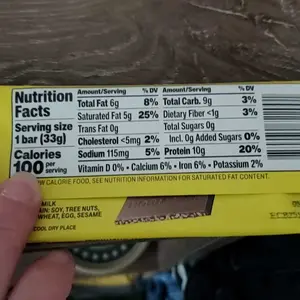 Nutrition Facts
Serving size
1 bar (33g)
Calories 100 per serving
Amount/Serving % DV
Total Fat 6g 8%
Saturated Fat 5g 25%
Trans Fat 0g
Cholesterol <5mg 2%
Sodium 115mg 5%
Amount/Serving % DV
Total Carb. 9g 3%
Dietary Fiber <1g 3%
Total Sugars 0g
Incl. 0g Added Sugars 0%
Protein 10g 20%
Vitamin D 0% • Calcium 6% • Iron 6% • Potassium 2%
CALORIE FOOD, SEE NUTRITION INFORMATION FOR SATURATED FAT CONTENT.
MILK
SOY, TREE NUTS,
WHEAT, EGG, SESAME
COOL DRY PLACE